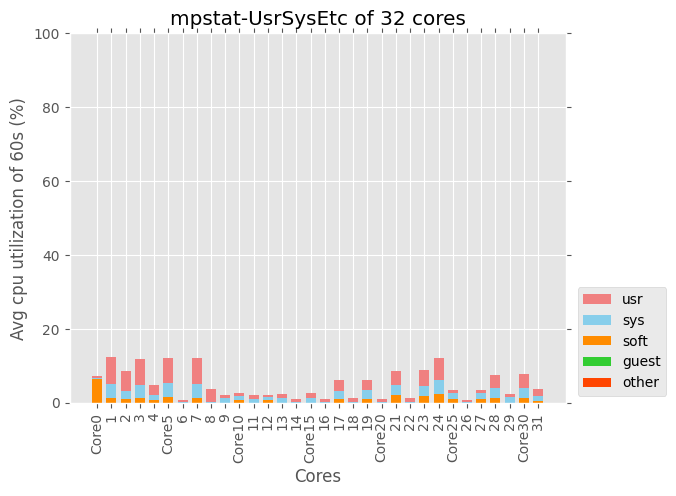 mpstat-UsrSysEtc of 32 cores
Avg cpu utilization of 60s (%)
100
80
60
40
20
0
Core0
1
2
3
4
Core5
6
7
8
9
Core10
11
12
13
14
Core15
16
17
18
19
Core20
21
22
23
24
Core25
26
27
28
29
Core30
31
Cores
usr
sys
soft
guest
other